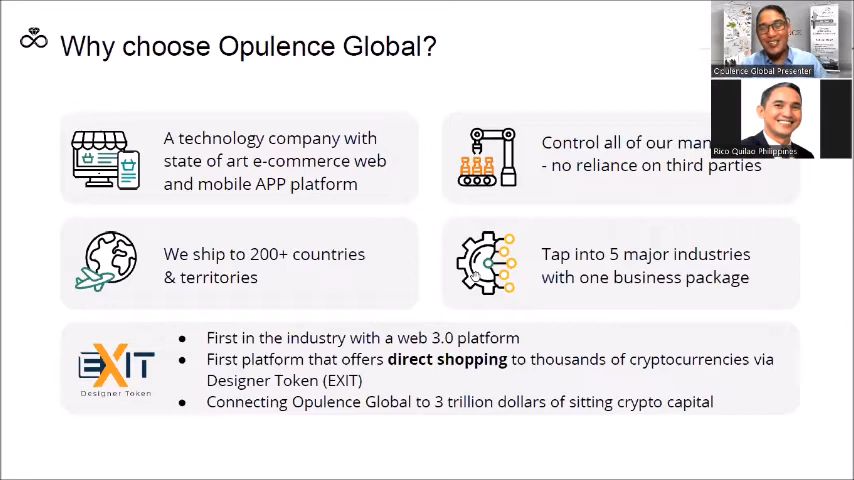 Why choose Opulence Global?
Opulence Global Presenter
Rico Quilao Philippines
A technology company with
state of art e-commerce web
and mobile APP platform
Control all of our
- no reliance on third parties
We ship to 200+ countries
& territories
Tap into 5 major industries
with one business package
EXIT
Designer Token
● First in the industry with a web 3.0 platform
● First platform that offers direct shopping to thousands of cryptocurrencies via
Designer Token (EXIT)
● Connecting Opulence Global to 3 trillion dollars of sitting crypto capital